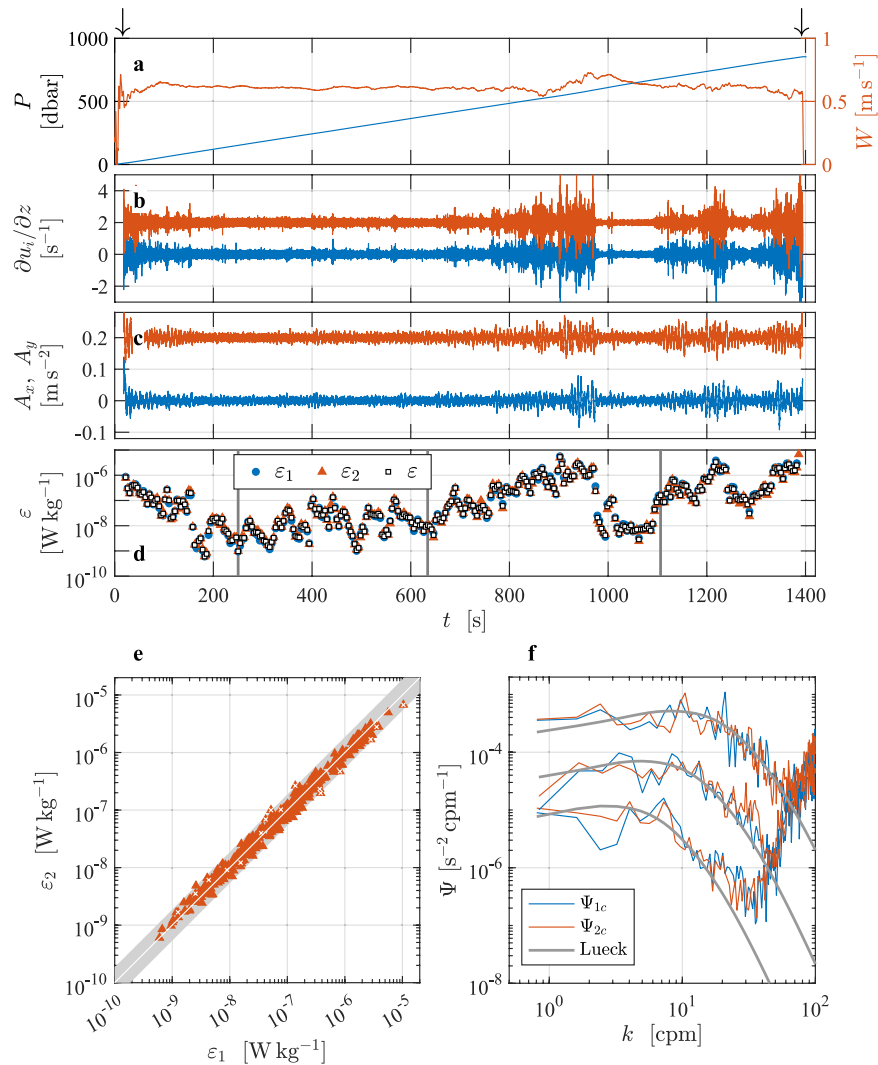 a
1000
500
0
P
[dbar]
1
0.5
0
W [m s⁻¹]
b
4
2
0
-2
∂u_i/∂z
[s⁻¹]
c
0.2
0.1
0
-0.1
A_x, A_y
[m s⁻²]
ε₁ ε₂ ε
10⁻⁶
10⁻⁸
10⁻¹⁰
ε
[W kg⁻¹]
d
0 200 400 600 800 1000 1200 1400
t [s]
e
10⁻⁵
10⁻⁶
10⁻⁷
10⁻⁸
10⁻⁹
10⁻¹⁰
ε₂ [W kg⁻¹]
10⁻¹⁰ 10⁻⁹ 10⁻⁸ 10⁻⁷ 10⁻⁶ 10⁻⁵
ε₁ [W kg⁻¹]
f
10⁻⁴
10⁻⁶
10⁻⁸
Ψ [s⁻² cpm⁻¹]
Ψ₁c
Ψ₂c
Lueck
10⁰ 10¹ 10²
k [cpm]